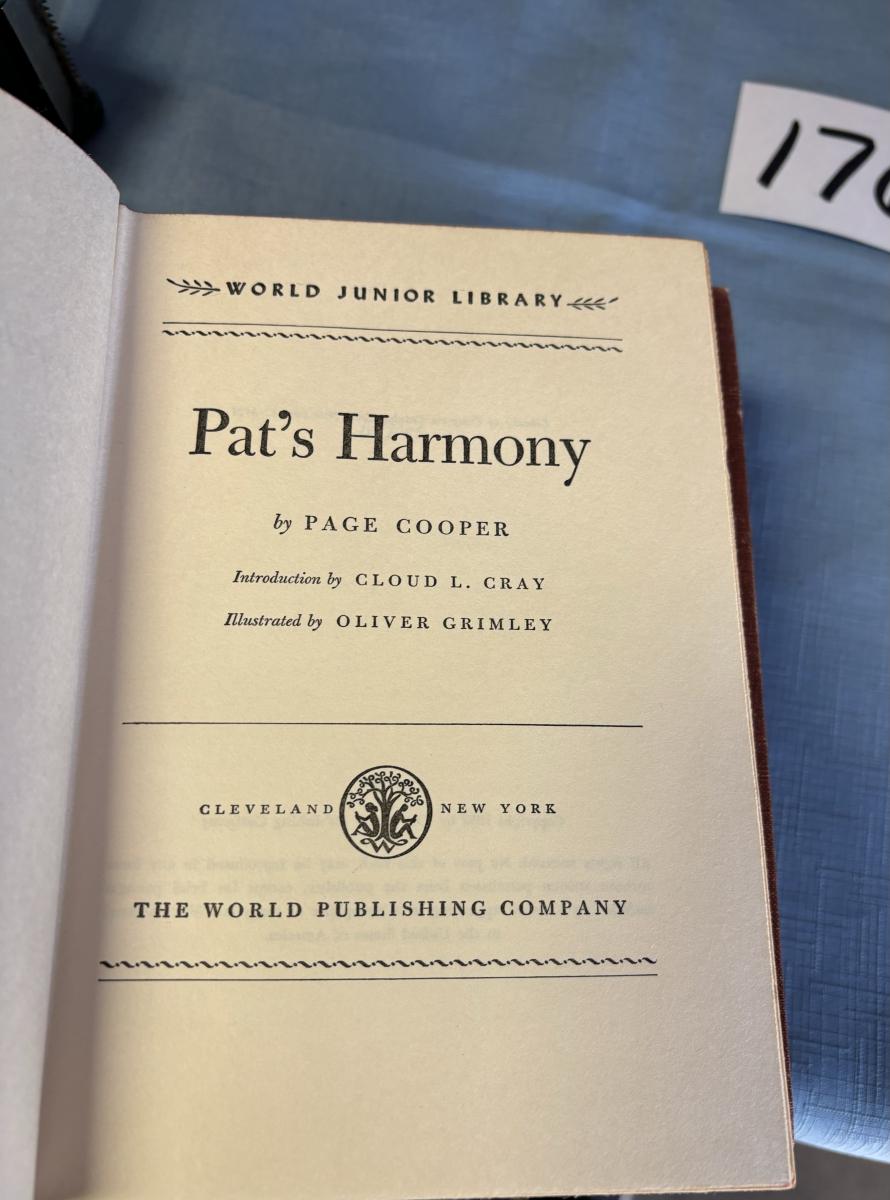 WORLD JUNIOR LIBRARY
Pat's Harmony
by PAGE COOPER
Introduction by CLOUD L. CRAY
Illustrated by OLIVER GRIMLEY
CLEVELAND NEW YORK
W
THE WORLD PUBLISHING COMPANY
17